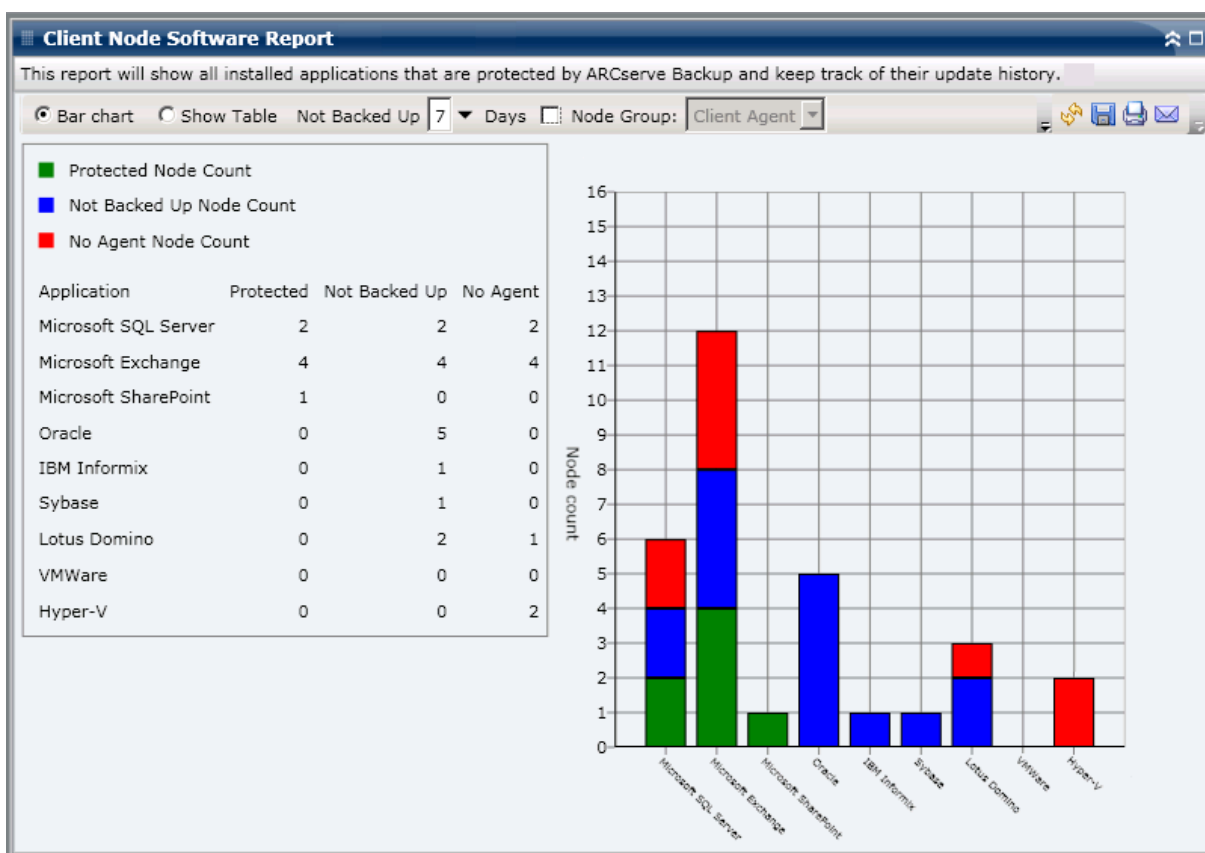 Client Node Software Report
This report will show all installed applications that are protected by ARCserve Backup and keep track of their update history.
Bar chart Show Table Not Backed Up 7 Days Node Group: Client Agent
Protected Node Count
Not Backed Up Node Count
No Agent Node Count
Application Protected Not Backed Up No Agent
Microsoft SQL Server 2 2 2
Microsoft Exchange 4 4 4
Microsoft SharePoint 1 0 0
Oracle 0 5 0
IBM Informix 0 1 0
Sybase 0 1 0
Lotus Domino 0 2 1
VMWare 0 0 0
Hyper-V 0 0 2
Node count
16
15
14
13
12
11
10
9
8
7
6
5
4
3
2
1
0
Microsoft SQL Server
Microsoft Exchange
Microsoft SharePoint
Oracle
IBM Informix
Sybase
Lotus Domino
VMWare
Hyper-V